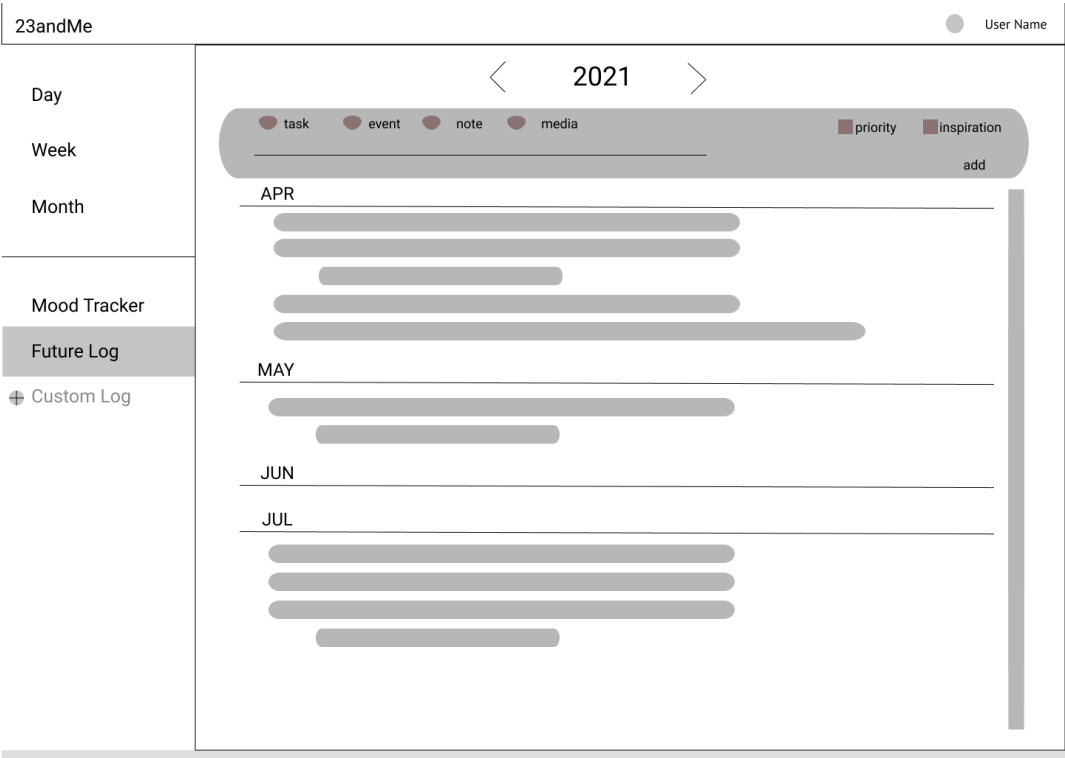 23andMe
User Name
Day
Week
Month
Mood Tracker
Future Log
Custom Log
2021
task event note media
priority inspiration
add
APR
MAY
JUN
JUL